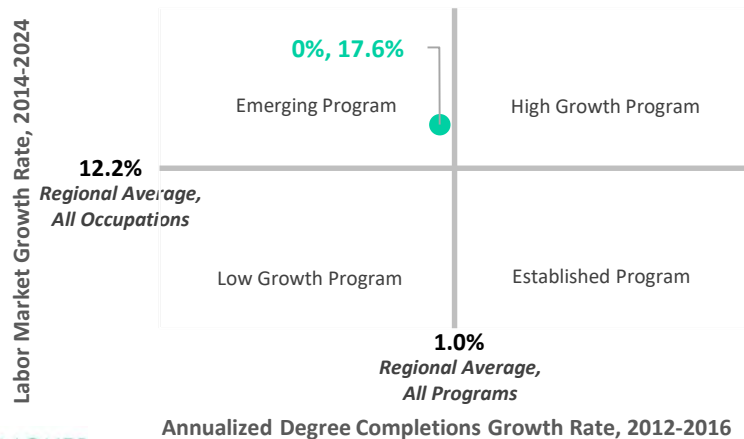 Labor Market Growth Rate, 2014-2024
0%, 17.6%
Emerging Program
High Growth Program
12.2%
Regional Average,
All Occupations
Low Growth Program
Established Program
1.0%
Regional Average,
All Programs
Annualized Degree Completions Growth Rate, 2012-2016